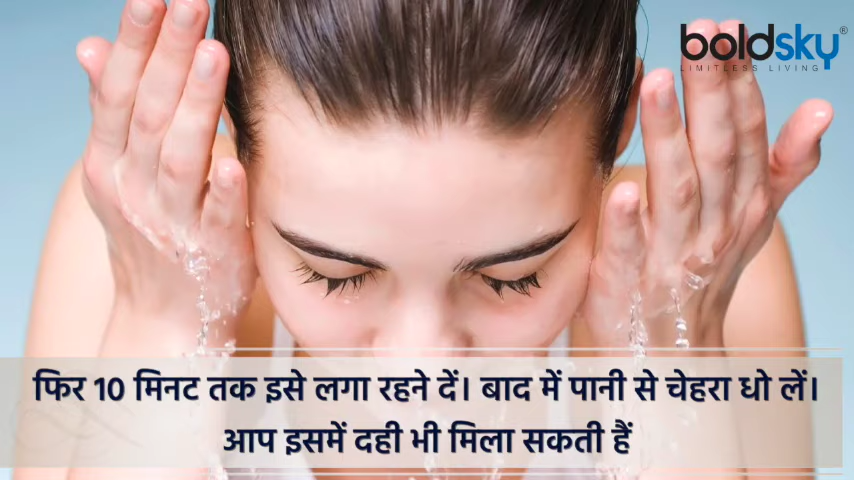 boldsky®
LIMITLESS LIVING
फिर 10 मिनट तक इसे लगा रहने दें। बाद में पानी से चेहरा धो लें।
आप इसमें दही भी मिला सकती हैं